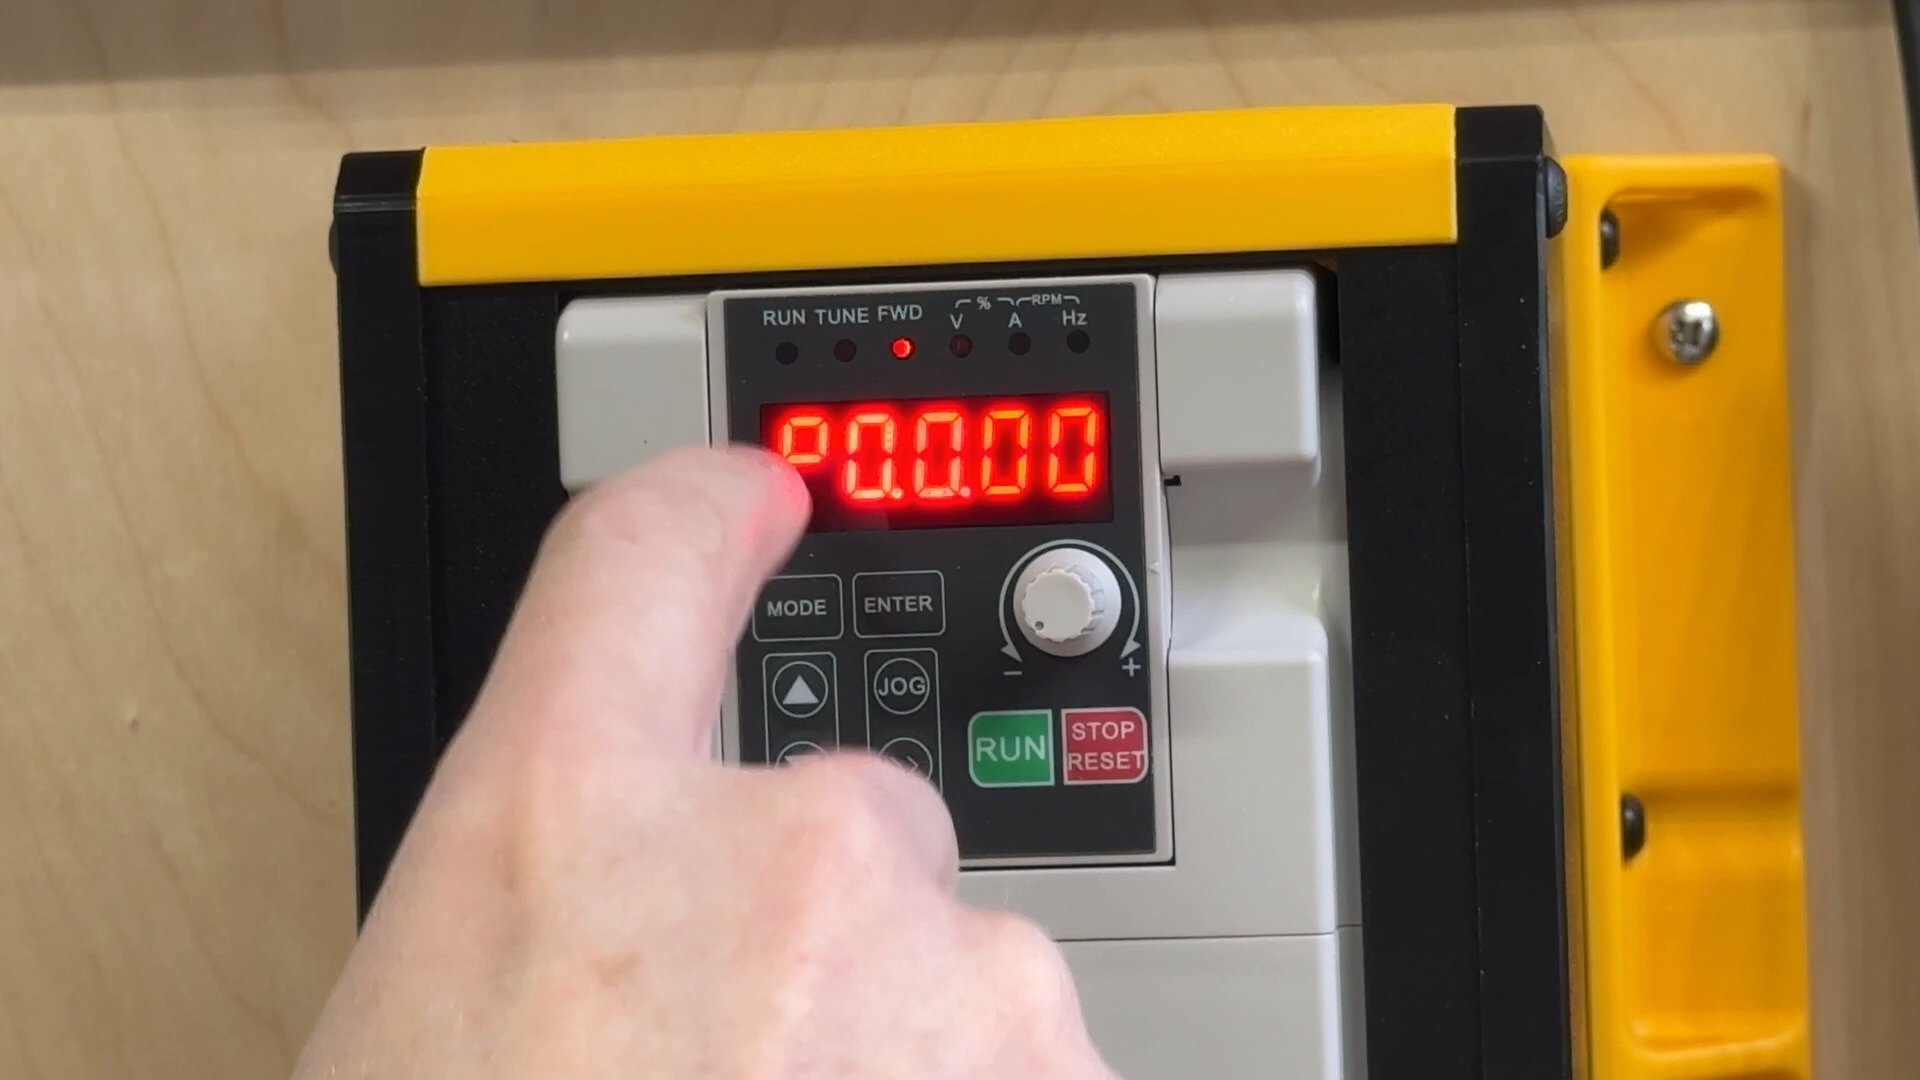 % RPM
RUN TUNE FWD V A Hz
P0.0.00
MODE ENTER
JOG
− +
RUN STOP
RESET
>>